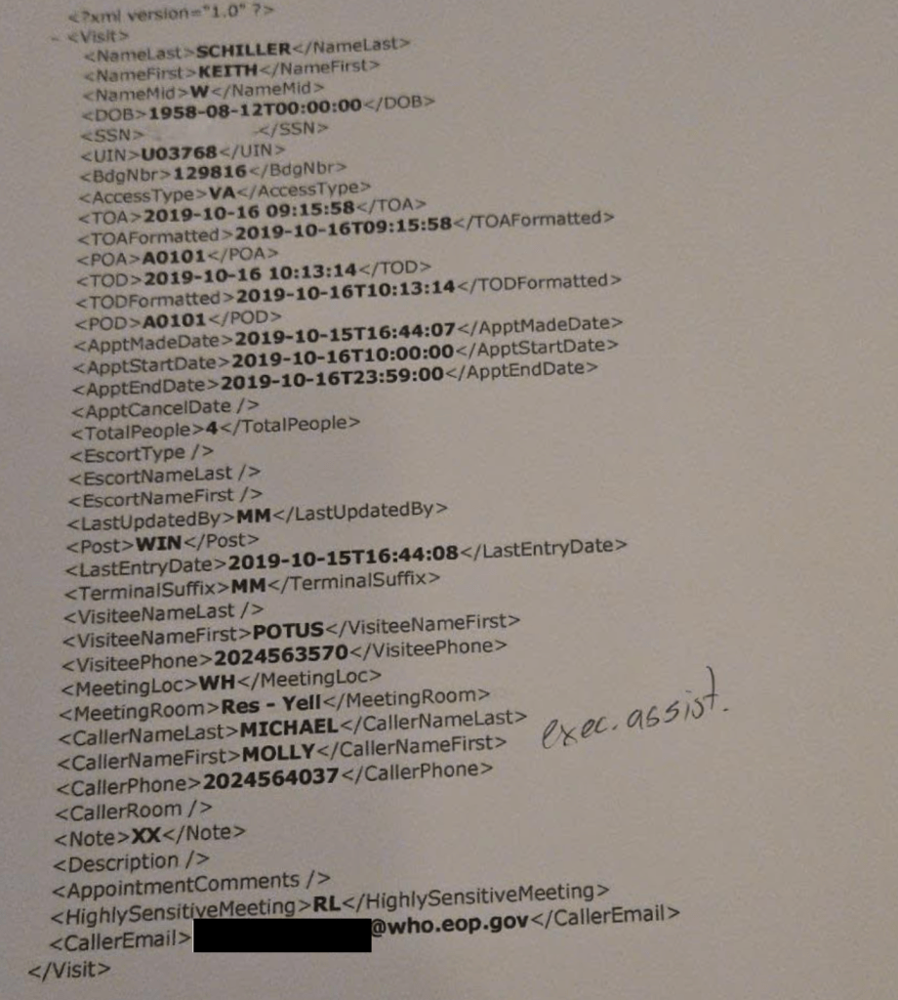 <?xml version="1.0" ?>
- <Visit>
<NameLast>SCHILLER</NameLast>
<NameFirst>KEITH</NameFirst>
<NameMid>W</NameMid>
<DOB>1958-08-12T00:00:00</DOB>
<SSN> </SSN>
<UIN>U03768</UIN>
<BdgNbr>129816</BdgNbr>
<AccessType>VA</AccessType>
<TOA>2019-10-16 09:15:58</TOA>
<TOAFormatted>2019-10-16T09:15:58</TOAFormatted>
<POA>A0101</POA>
<TOD>2019-10-16 10:13:14</TOD>
<TODFormatted>2019-10-16T10:13:14</TODFormatted>
<POD>A0101</POD>
<ApptMadeDate>2019-10-15T16:44:07</ApptMadeDate>
<ApptStartDate>2019-10-16T10:00:00</ApptStartDate>
<ApptEndDate>2019-10-16T23:59:00</ApptEndDate>
<ApptCancelDate />
<TotalPeople>4</TotalPeople>
<EscortType />
<EscortNameLast />
<EscortNameFirst />
<LastUpdatedBy>MM</LastUpdatedBy>
<Post>WIN</Post>
<LastEntryDate>2019-10-15T16:44:08</LastEntryDate>
<TerminalSuffix>MM</TerminalSuffix>
<VisiteeNameLast />
<VisiteeNameFirst>POTUS</VisiteeNameFirst>
<VisiteePhone>2024563570</VisiteePhone>
<MeetingLoc>WH</MeetingLoc>
<MeetingRoom>Res - Yell</MeetingRoom>
<CallerNameLast>MICHAEL</CallerNameLast> exec. assist.
<CallerNameFirst>MOLLY</CallerNameFirst>
<CallerPhone>2024564037</CallerPhone>
<CallerRoom />
<Note>XX</Note>
<Description />
<AppointmentComments />
<HighlySensitiveMeeting>RL</HighlySensitiveMeeting>
<CallerEmail> @who.eop.gov</CallerEmail>
</Visit>